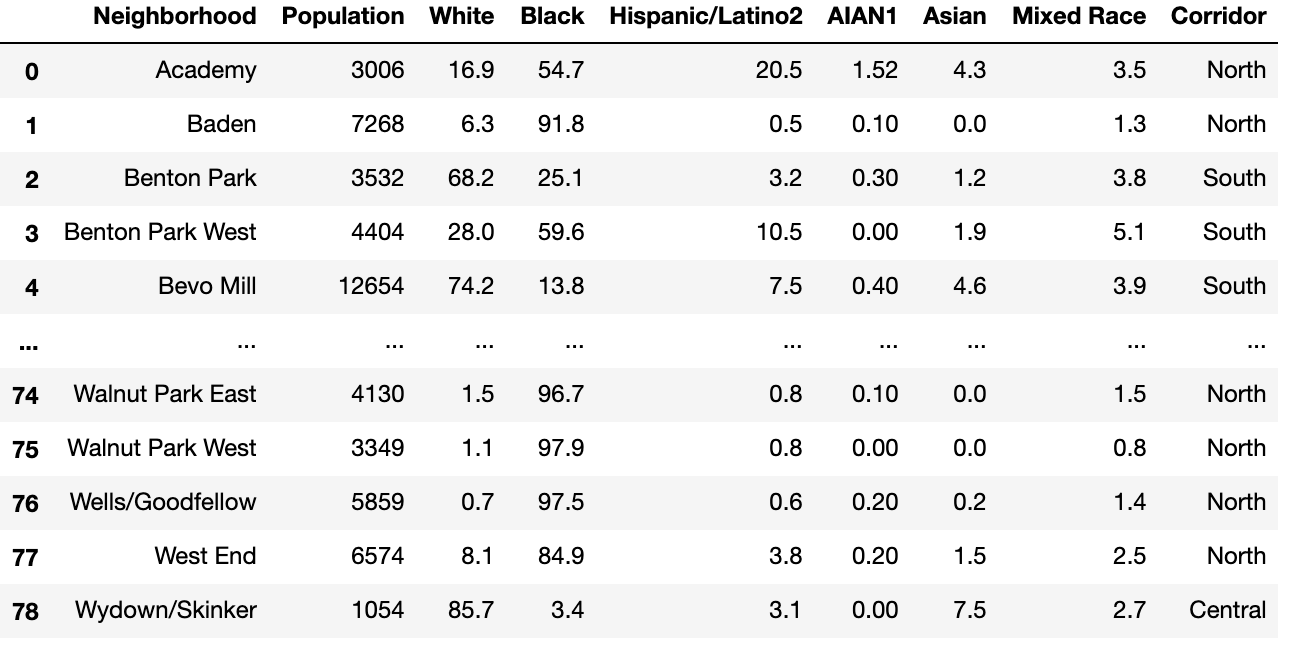 Neighborhood Population White Black Hispanic/Latino2 AIAN1 Asian Mixed Race Corridor
0 Academy 3006 16.9 54.7 20.5 1.52 4.3 3.5 North
1 Baden 7268 6.3 91.8 0.5 0.10 0.0 1.3 North
2 Benton Park 3532 68.2 25.1 3.2 0.30 1.2 3.8 South
3 Benton Park West 4404 28.0 59.6 10.5 0.00 1.9 5.1 South
4 Bevo Mill 12654 74.2 13.8 7.5 0.40 4.6 3.9 South
... ... ... ... ... ... ... ... ... ...
74 Walnut Park East 4130 1.5 96.7 0.8 0.10 0.0 1.5 North
75 Walnut Park West 3349 1.1 97.9 0.8 0.00 0.0 0.8 North
76 Wells/Goodfellow 5859 0.7 97.5 0.6 0.20 0.2 1.4 North
77 West End 6574 8.1 84.9 3.8 0.20 1.5 2.5 North
78 Wydown/Skinker 1054 85.7 3.4 3.1 0.00 7.5 2.7 Central